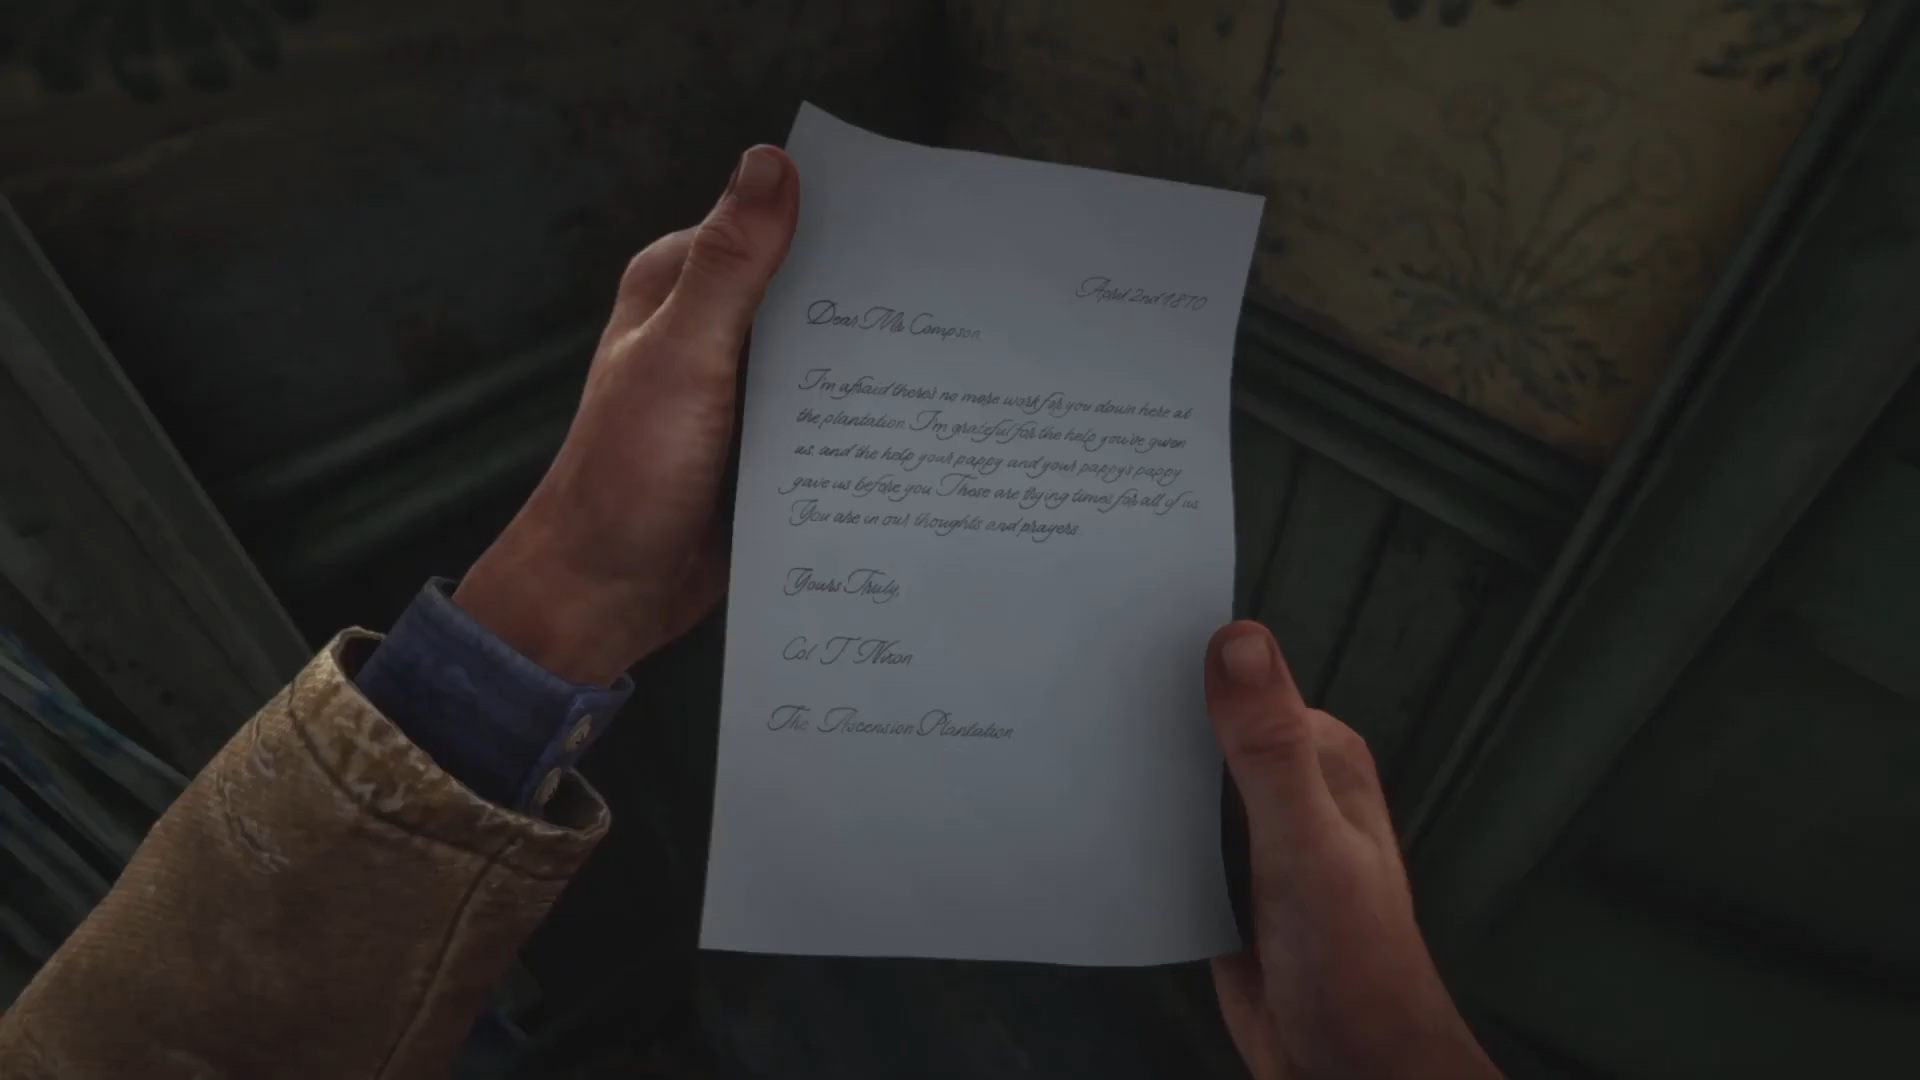 April 2nd 1870
Dear Mr Compson
I'm afraid there's no more work for you down here at
the plantation. I'm grateful for the help you've given
us, and the help your pappy and your pappy's pappy
gave us before you. These are trying times for all of us.
You are in our thoughts and prayers.
Yours Truly,
Col T Nixon
The Ascension Plantation